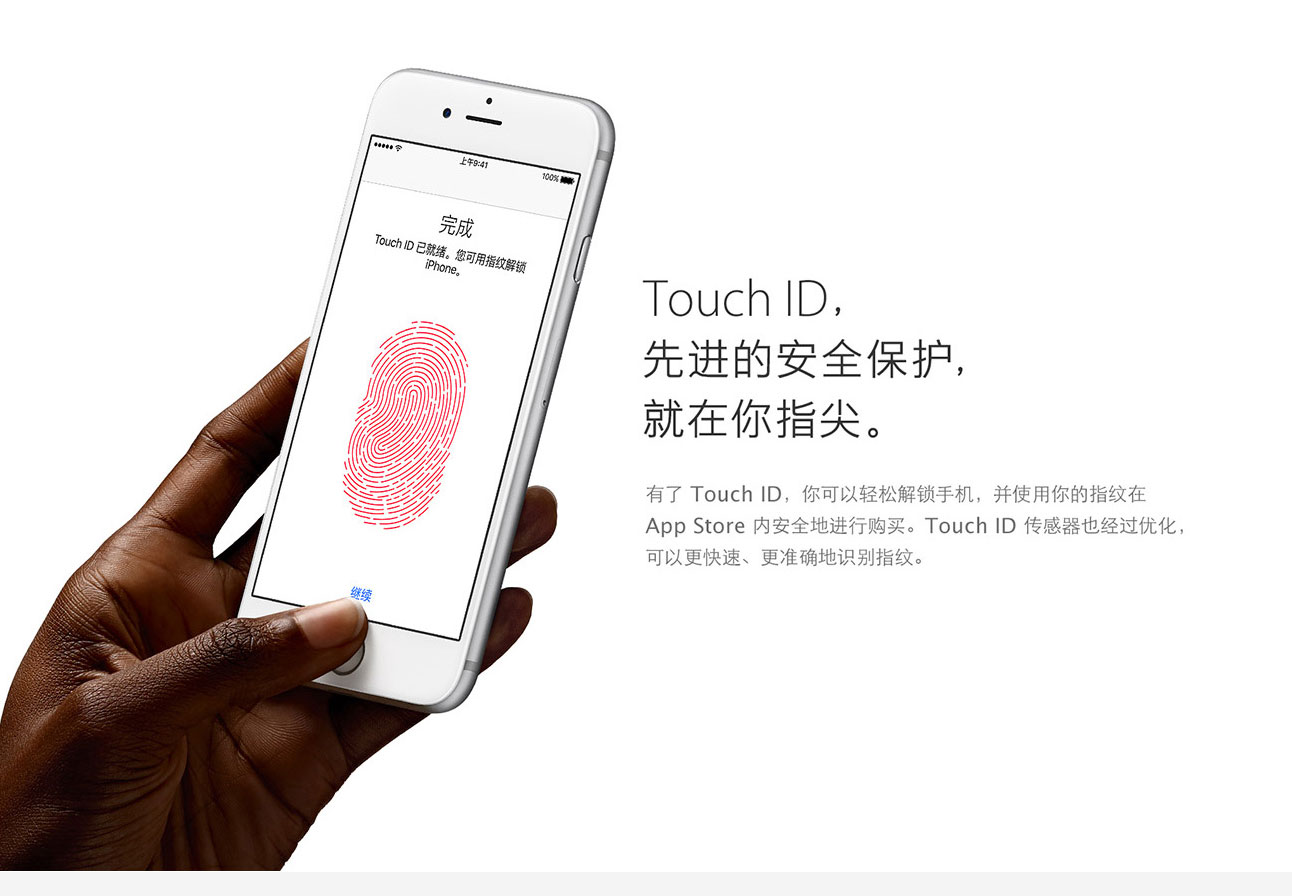 上午9:41
100%
完成
Touch ID 已就绪。您可用指纹解锁
iPhone。
继续
Touch ID,
先进的安全保护,
就在你指尖。
有了 Touch ID,你可以轻松解锁手机,并使用你的指纹在
App Store 内安全地进行购买。Touch ID 传感器也经过优化,
可以更快速、更准确地识别指纹。